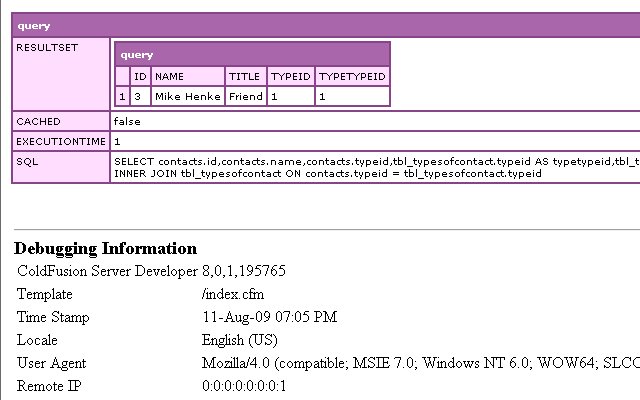 query
RESULTSET
query
ID NAME TITLE TYPEID TYPETYPEID
1 3 Mike Henke Friend 1 1
CACHED false
EXECUTIONTIME 1
SQL SELECT contacts.id,contacts.name,contacts.typeid,tbl_typesofcontact.typeid AS typetypeid,tbl_t
INNER JOIN tbl_typesofcontact ON contacts.typeid = tbl_typesofcontact.typeid
Debugging Information
ColdFusion Server Developer 8,0,1,195765
Template /index.cfm
Time Stamp 11-Aug-09 07:05 PM
Locale English (US)
User Agent Mozilla/4.0 (compatible; MSIE 7.0; Windows NT 6.0; WOW64; SLCC
Remote IP 0:0:0:0:0:0:0:1